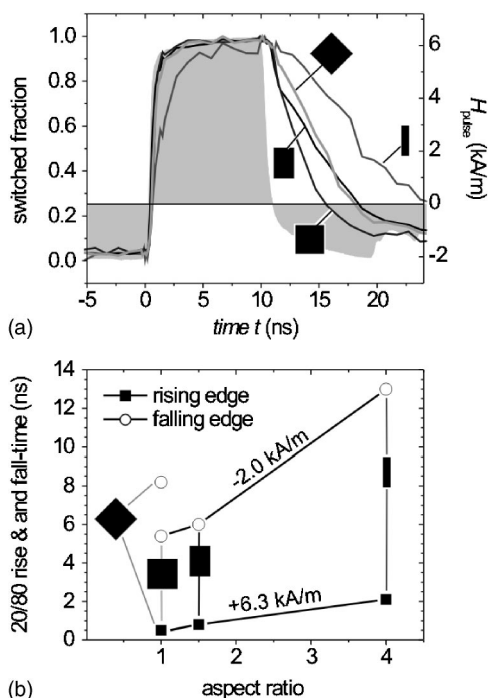 (a)
switched fraction
1.0
0.8
0.6
0.4
0.2
0.0
6
4
2
0
-2
H pulse (kA/m)
-5 0 5 10 15 20
time t (ns)
(b)
20/80 rise & and fall-time (ns)
14
12
10
8
6
4
2
0
rising edge
falling edge
-2.0 kA/m
+6.3 kA/m
1 2 3 4
aspect ratio